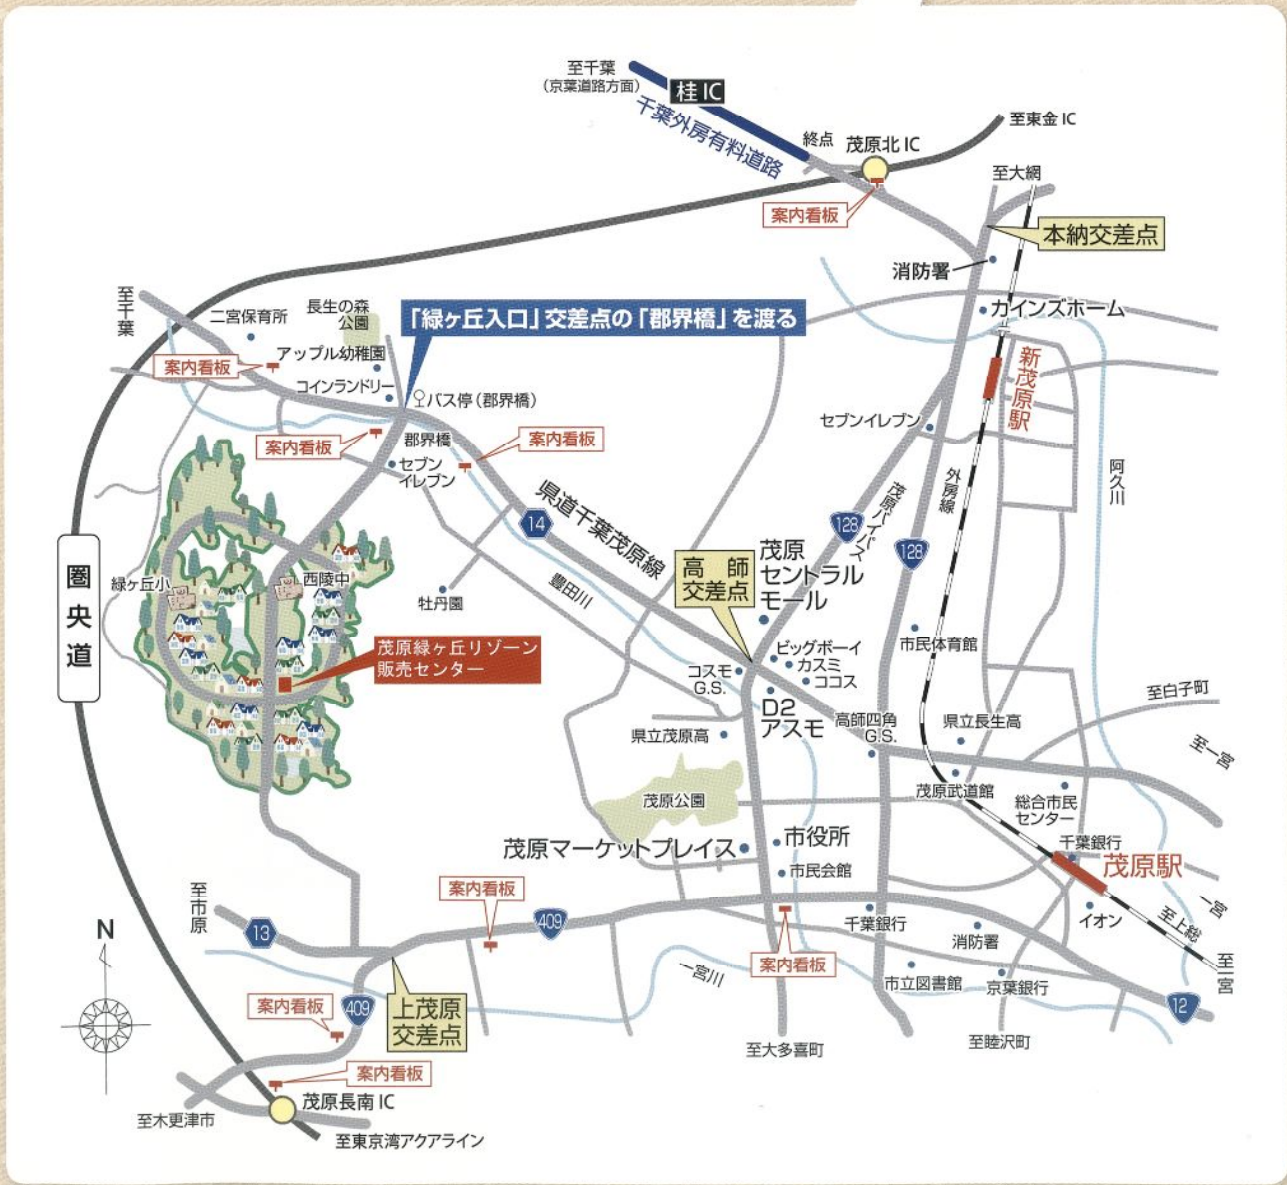 至千葉
(京葉道路方面)
桂IC
千葉外房有料道路
終点
茂原北IC
至東金IC
案内看板
至大網
本納交差点
消防署
カインズホーム
新茂原駅
至千葉
二宮保育所
長生の森
公園
「緑ヶ丘入口」交差点の「郡界橋」を渡る
案内看板
アップル幼稚園
コインランドリー
バス停(郡界橋)
案内看板
郡界橋
案内看板
セブン
イレブン
セブンイレブン
外房線
阿久川
県道千葉茂原線
14
茂原バイパス
128
128
高師
交差点
茂原
セントラル
モール
圏央道
緑ヶ丘小
西陵中
牡丹園
豊田川
茂原緑ヶ丘リゾーン
販売センター
市民体育館
ビッグボーイ
カスミ
ココス
コスモ
G.S.
D2
アスモ
県立茂原高
高師四角
G.S.
県立長生高
至白子町
至一宮
茂原公園
茂原武道館
総合市民
センター
千葉銀行
茂原駅
茂原マーケットプレイス
市役所
市民会館
案内看板
至市原
13
409
千葉銀行
消防署
イオン
至上総
一宮
至一宮
案内看板
一宮川
市立図書館
京葉銀行
12
N
案内看板
409
上茂原
交差点
至大多喜町
至睦沢町
案内看板
茂原長南IC
至木更津市
至東京湾アクアライン